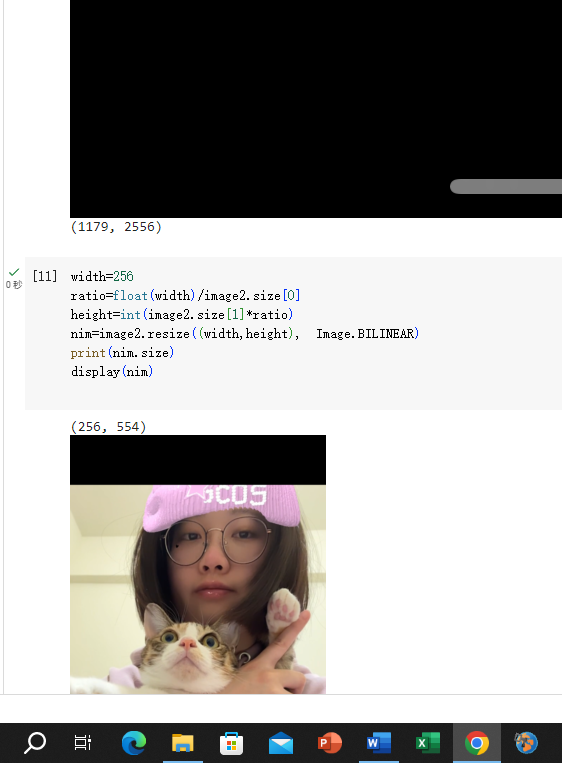 (1179, 2556)
[11]
0 秒
width=256
ratio=float(width)/image2.size[0]
height=int(image2.size[1]*ratio)
nim=image2.resize((width,height),  Image.BILINEAR)
print(nim.size)
display(nim)
(256, 554)
GCOS